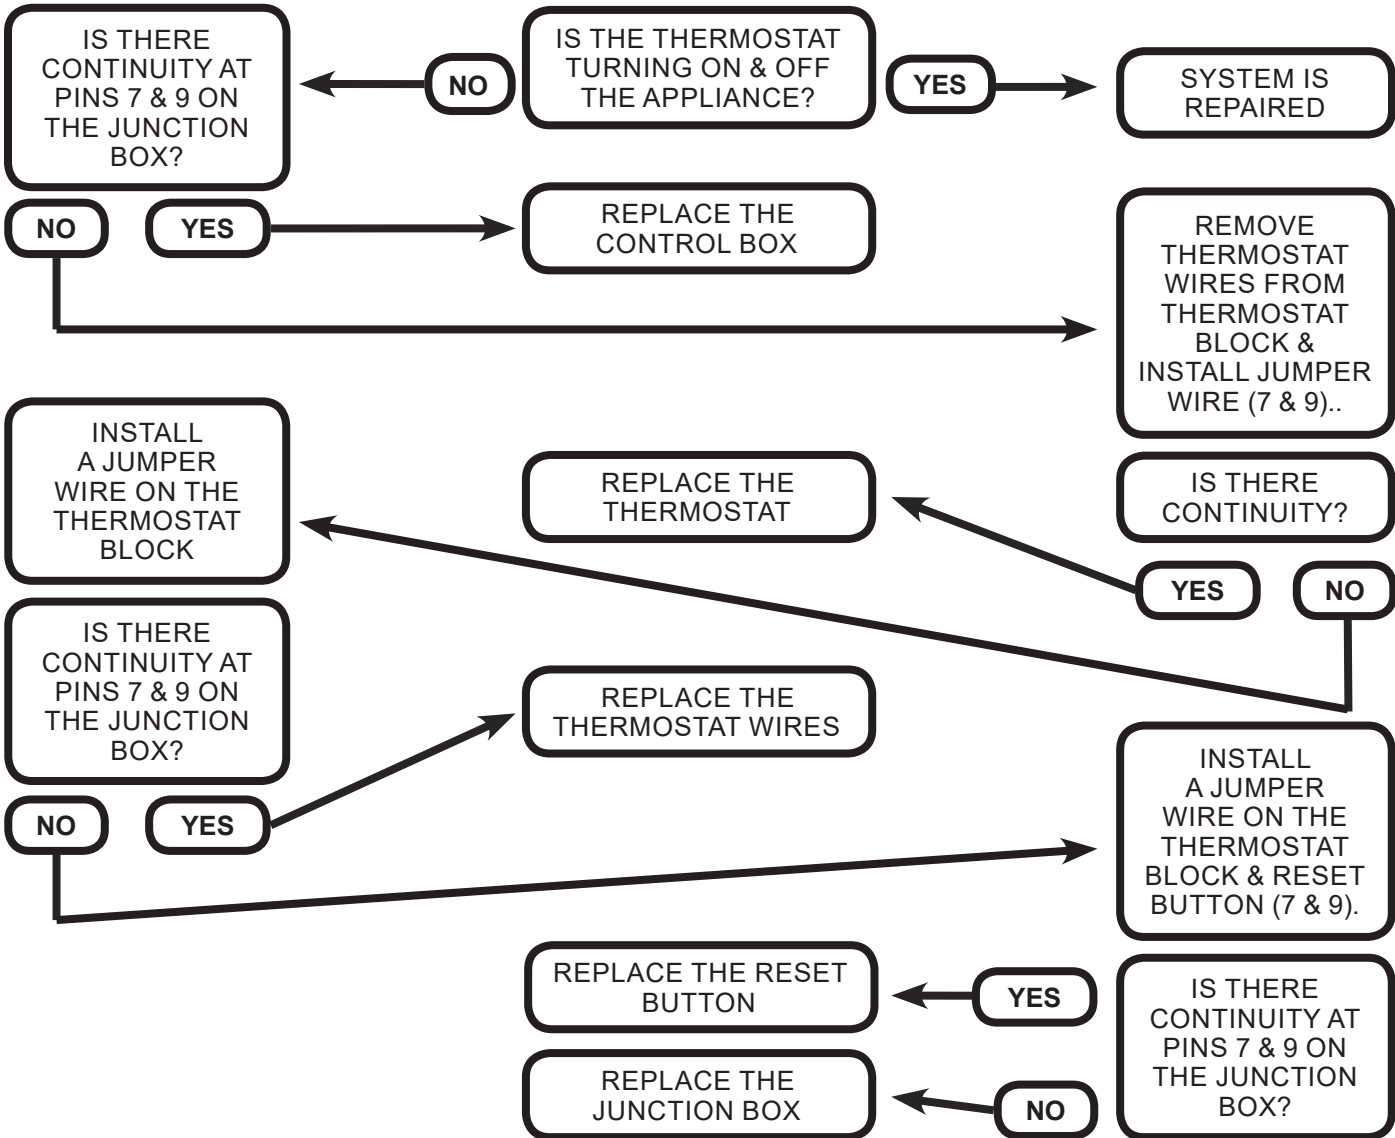 IS THERE
CONTINUITY AT
PINS 7 & 9 ON
THE JUNCTION
BOX?
NO
IS THE THERMOSTAT
TURNING ON & OFF
THE APPLIANCE?
YES
SYSTEM IS
REPAIRED
NO
YES
REPLACE THE
CONTROL BOX
REMOVE
THERMOSTAT
WIRES FROM
THERMOSTAT
BLOCK &
INSTALL JUMPER
WIRE (7 & 9)..
INSTALL
A JUMPER
WIRE ON THE
THERMOSTAT
BLOCK
REPLACE THE
THERMOSTAT
IS THERE
CONTINUITY?
YES
NO
IS THERE
CONTINUITY AT
PINS 7 & 9 ON
THE JUNCTION
BOX?
REPLACE THE
THERMOSTAT WIRES
NO
YES
INSTALL
A JUMPER
WIRE ON THE
THERMOSTAT
BLOCK & RESET
BUTTON (7 & 9).
REPLACE THE RESET
BUTTON
YES
IS THERE
CONTINUITY AT
PINS 7 & 9 ON
THE JUNCTION
BOX?
REPLACE THE
JUNCTION BOX
NO